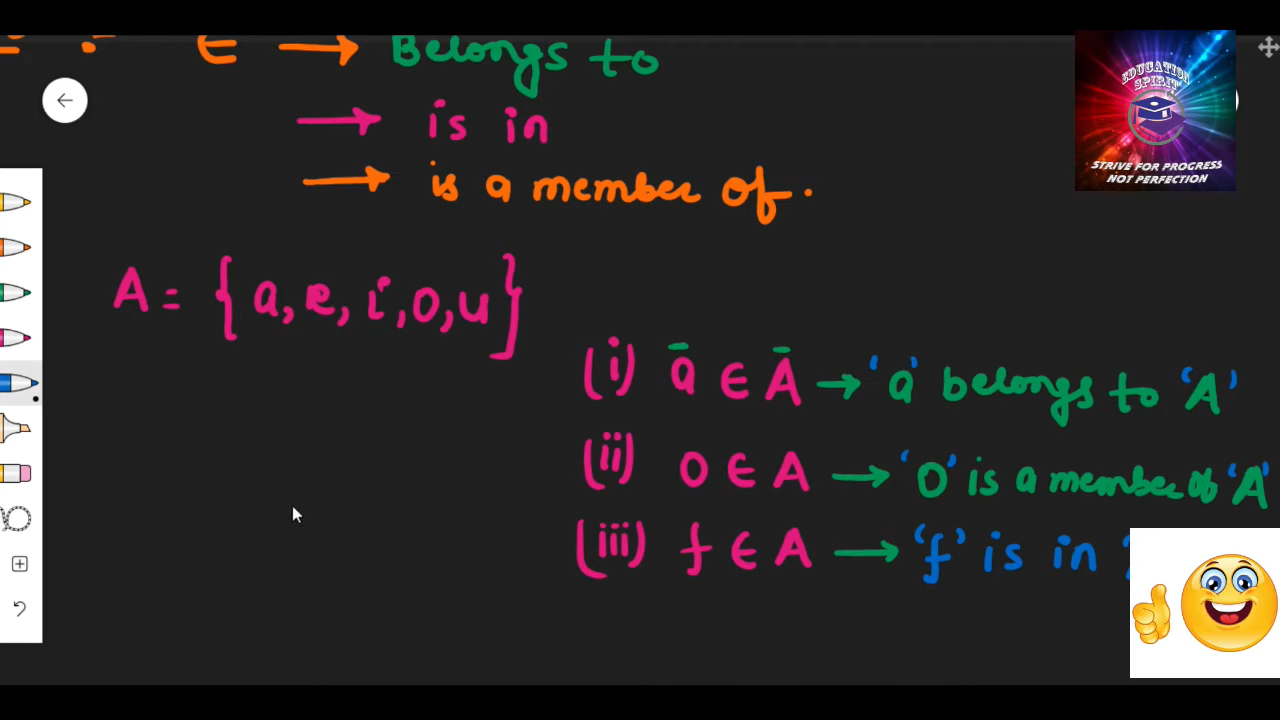 ∈ → Belongs to
→ is in
→ is a member of.
EDUCATION
SPIRIT
STRIVE FOR PROGRESS
NOT PERFECTION
A = {a, e, i, o, u}
(i) a̅ ∈ A̅ → 'a' belongs to 'A'
(ii) o ∈ A → 'o' is a member of 'A'
(iii) f ∈ A → 'f' is in